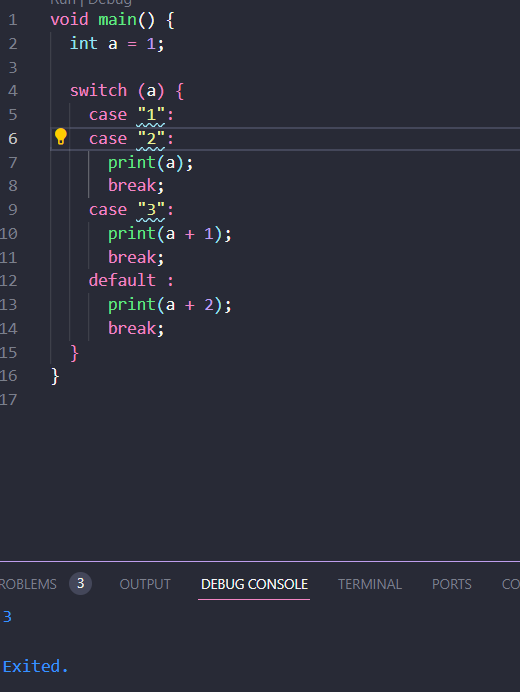 Run | Debug
1 void main() {
2 int a = 1;
3
4 switch (a) {
5 case "1":
6 case "2":
7 print(a);
8 break;
9 case "3":
10 print(a + 1);
11 break;
12 default :
13 print(a + 2);
14 break;
15 }
16 }
17
ROBLEMS 3 OUTPUT DEBUG CONSOLE TERMINAL PORTS CO
3
Exited.